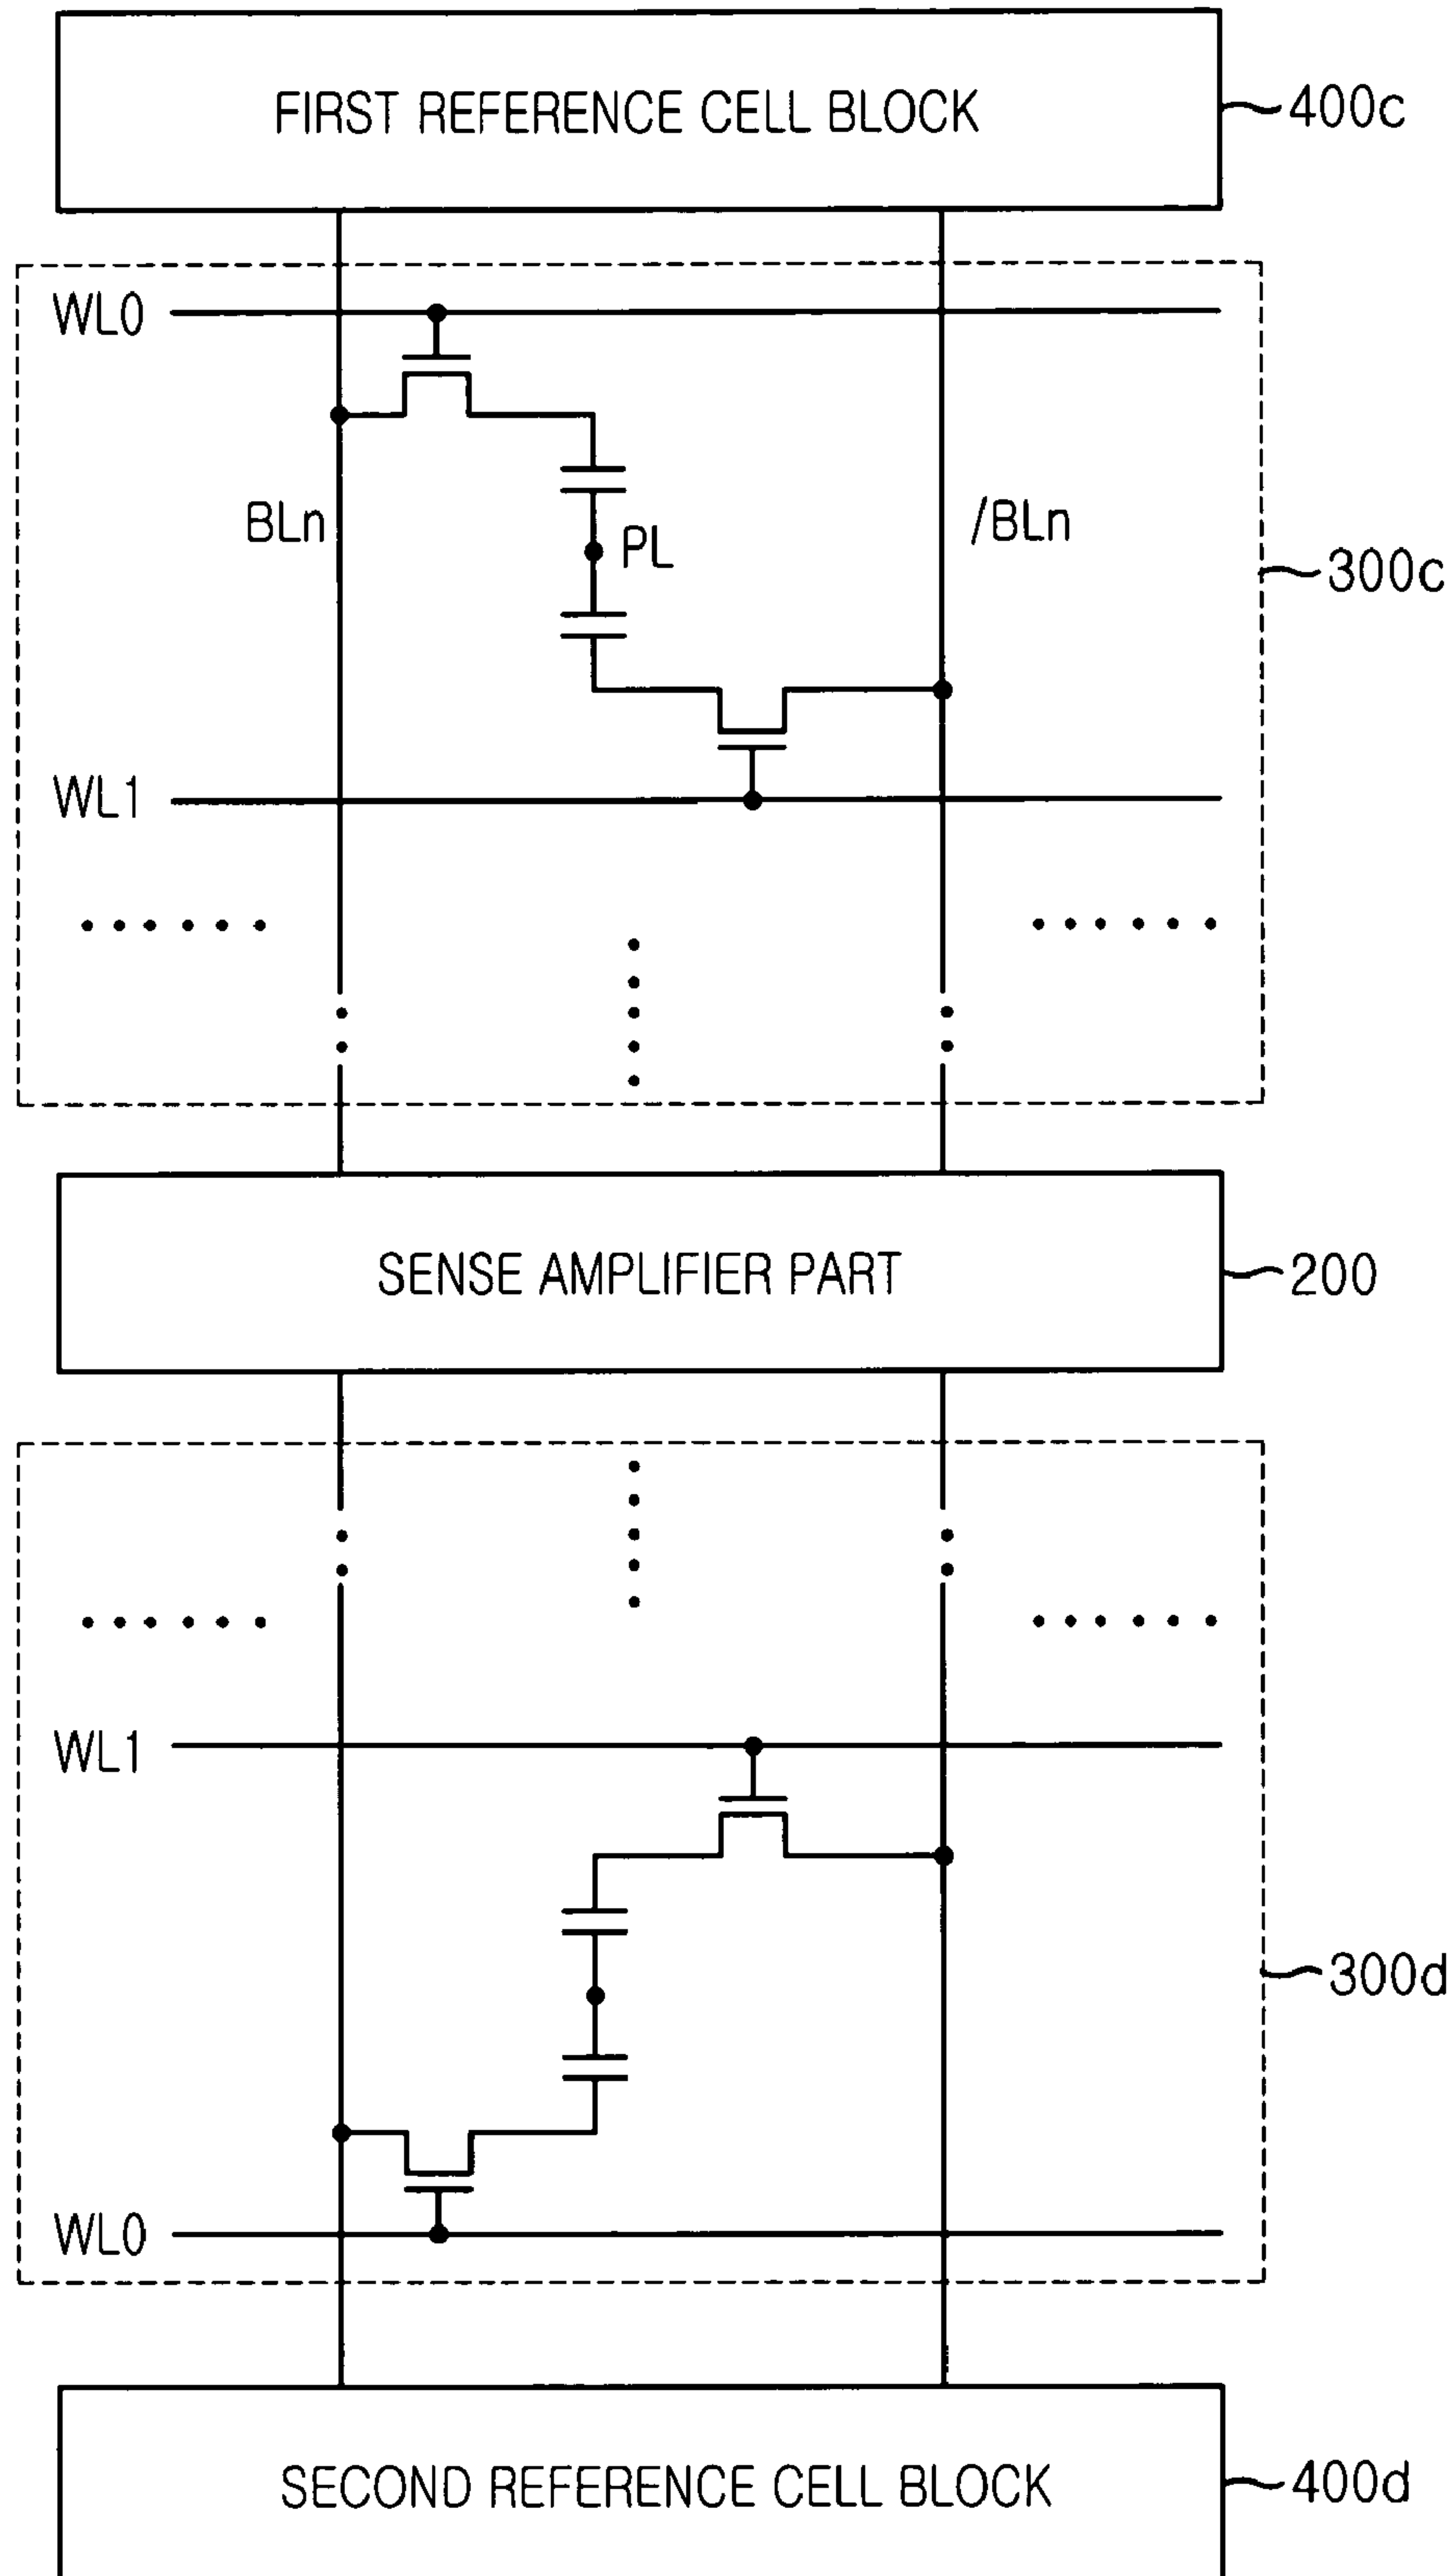 FIRST REFERENCE CELL BLOCK
400c
WL0
BLn
PL
/BLn
300c
WL1
SENSE AMPLIFIER PART
200
WL1
300d
WL0
SECOND REFERENCE CELL BLOCK
400d